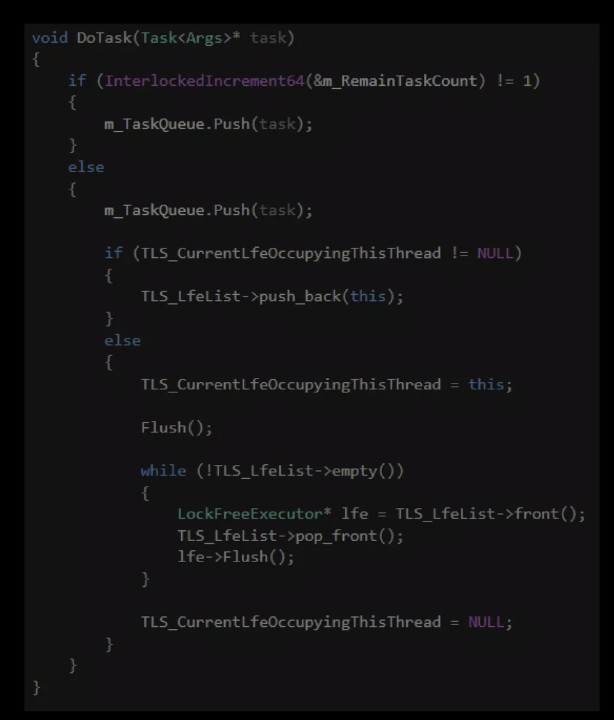 void DoTask(Task<Args>* task)
{
    if (InterlockedIncrement64(&m_RemainTaskCount) != 1)
    {
        m_TaskQueue.Push(task);
    }
    else
    {
        m_TaskQueue.Push(task);

        if (TLS_CurrentLfeOccupyingThisThread != NULL)
        {
            TLS_LfeList->push_back(this);
        }
        else
        {
            TLS_CurrentLfeOccupyingThisThread = this;

            Flush();

            while (!TLS_LfeList->empty())
            {
                LockFreeExecutor* lfe = TLS_LfeList->front();
                TLS_LfeList->pop_front();
                lfe->Flush();
            }

            TLS_CurrentLfeOccupyingThisThread = NULL;
        }
    }
}